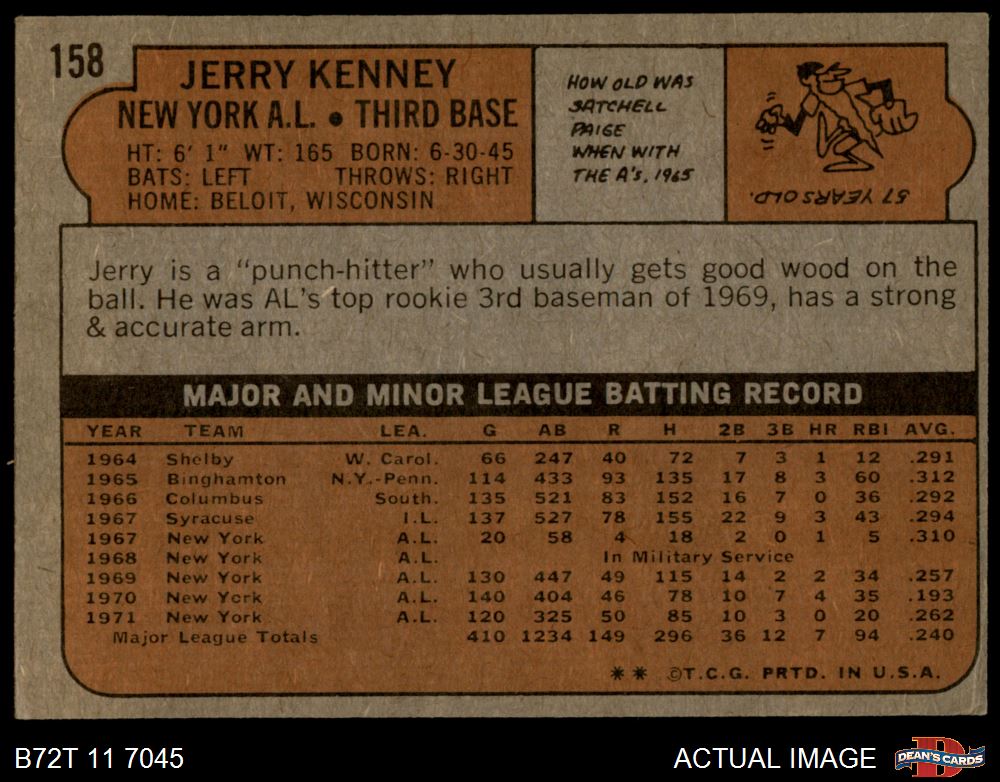 158
JERRY KENNEY
NEW YORK A.L. • THIRD BASE
HT: 6' 1" WT: 165 BORN: 6-30-45
BATS: LEFT THROWS: RIGHT
HOME: BELOIT, WISCONSIN
HOW OLD WAS
SATCHELL
PAIGE
WHEN WITH
THE A's, 1965
57 YEARS OLD.
Jerry is a "punch-hitter" who usually gets good wood on the
ball. He was AL's top rookie 3rd baseman of 1969, has a strong
& accurate arm.
MAJOR AND MINOR LEAGUE BATTING RECORD
YEAR TEAM LEA. G AB R H 2B 3B HR RBI AVG.
1964 Shelby W. Carol. 66 247 40 72 7 3 1 12 .291
1965 Binghamton N.Y.-Penn. 114 433 93 135 17 8 3 60 .312
1966 Columbus South. 135 521 83 152 16 7 0 36 .292
1967 Syracuse I.L. 137 527 78 155 22 9 3 43 .294
1967 New York A.L. 20 58 4 18 2 0 1 5 .310
1968 New York A.L. In Military Service
1969 New York A.L. 130 447 49 115 14 2 2 34 .257
1970 New York A.L. 140 404 46 78 10 7 4 35 .193
1971 New York A.L. 120 325 50 85 10 3 0 20 .262
Major League Totals 410 1234 149 296 36 12 7 94 .240
** ©T.C.G. PRTD. IN U.S.A.
B72T 11 7045
ACTUAL IMAGE
D
DEAN'S CARDS